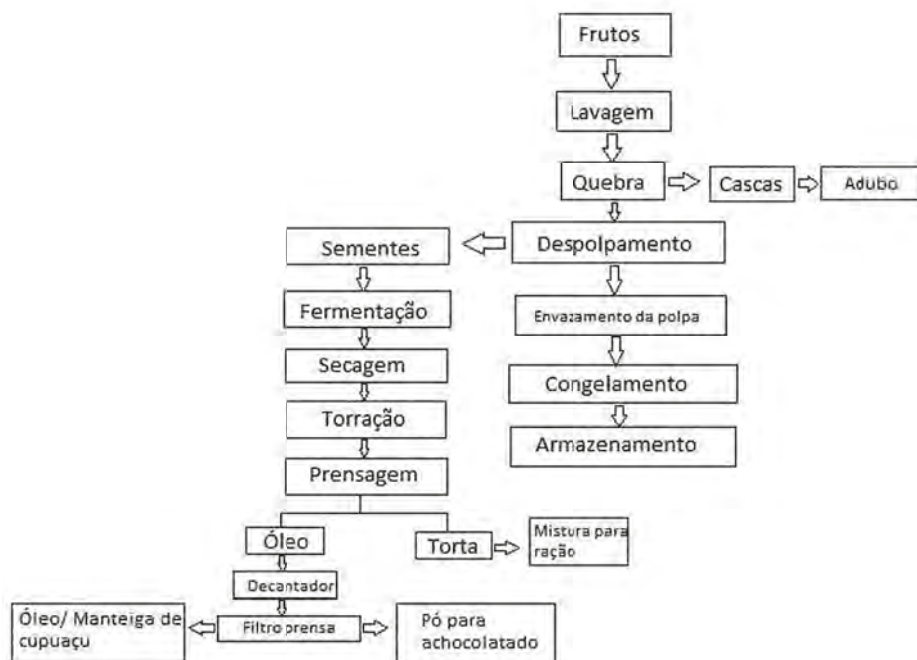 Frutos
Lavagem
Quebra
Cascas
Adubo
Despolpamento
Sementes
Fermentação
Envazamento da polpa
Secagem
Congelamento
Torração
Armazenamento
Prensagem
Óleo
Torta
Mistura para
ração
Decantador
Óleo/ Manteiga de
cupuaçu
Filtro prensa
Pó para
achocolatado